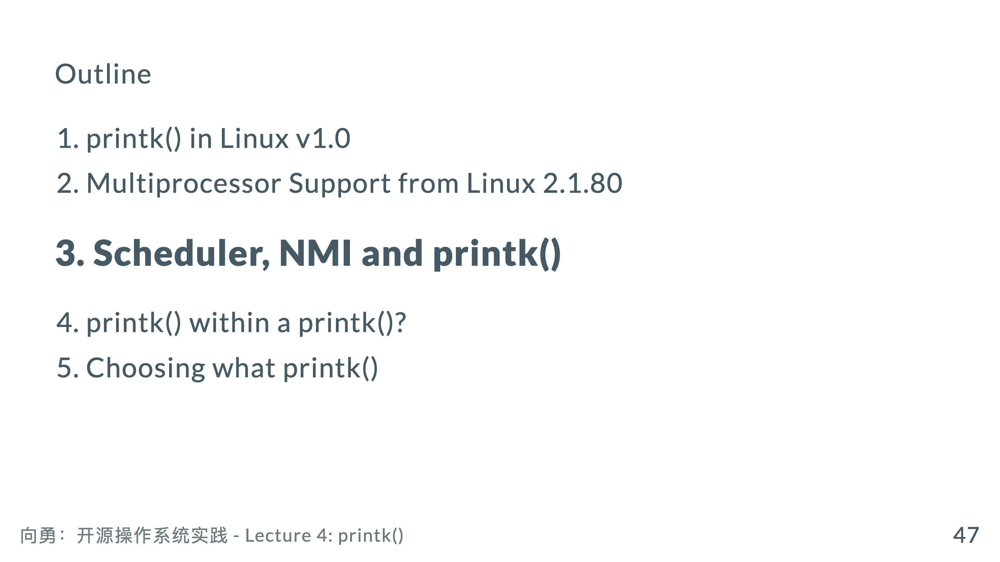 Outline
1. printk() in Linux v1.0
2. Multiprocessor Support from Linux 2.1.80
3. Scheduler, NMI and printk()
4. printk() within a printk()?
5. Choosing what printk()
向勇：开源操作系统实践 - Lecture 4: printk()
47